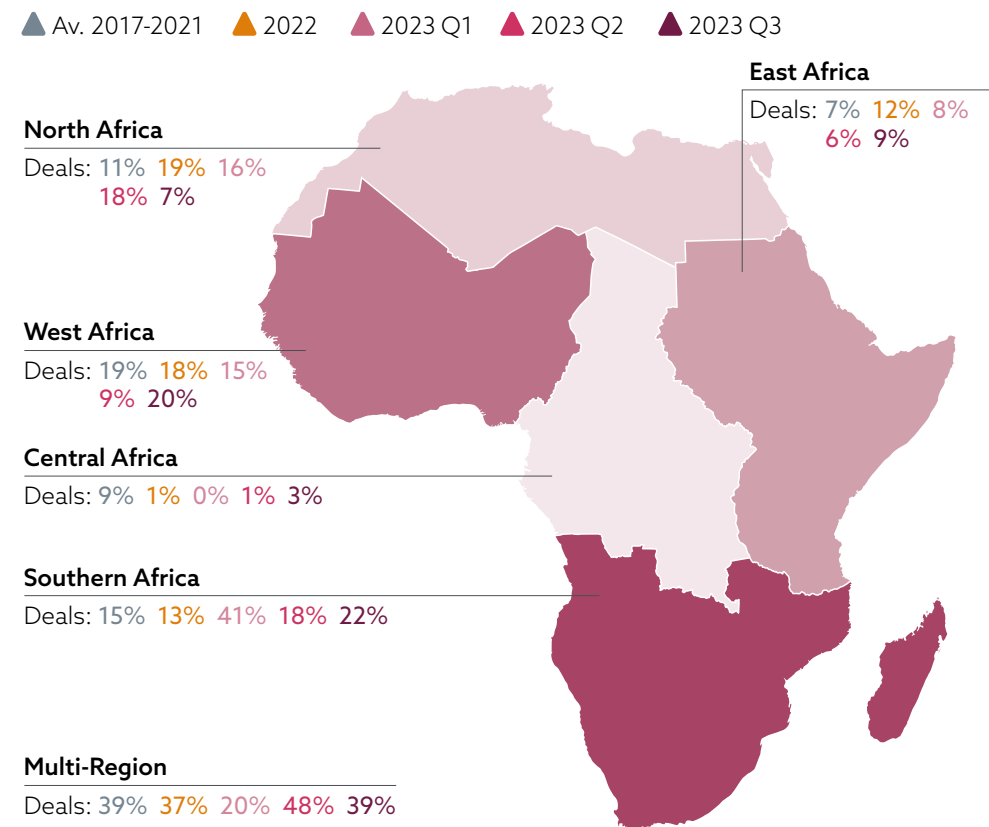 Av. 2017-2021 2022 2023 Q1 2023 Q2 2023 Q3
East Africa
Deals: 7% 12% 8%
6% 9%
North Africa
Deals: 11% 19% 16%
18% 7%
West Africa
Deals: 19% 18% 15%
9% 20%
Central Africa
Deals: 9% 1% 0% 1% 3%
Southern Africa
Deals: 15% 13% 41% 18% 22%
Multi-Region
Deals: 39% 37% 20% 48% 39%